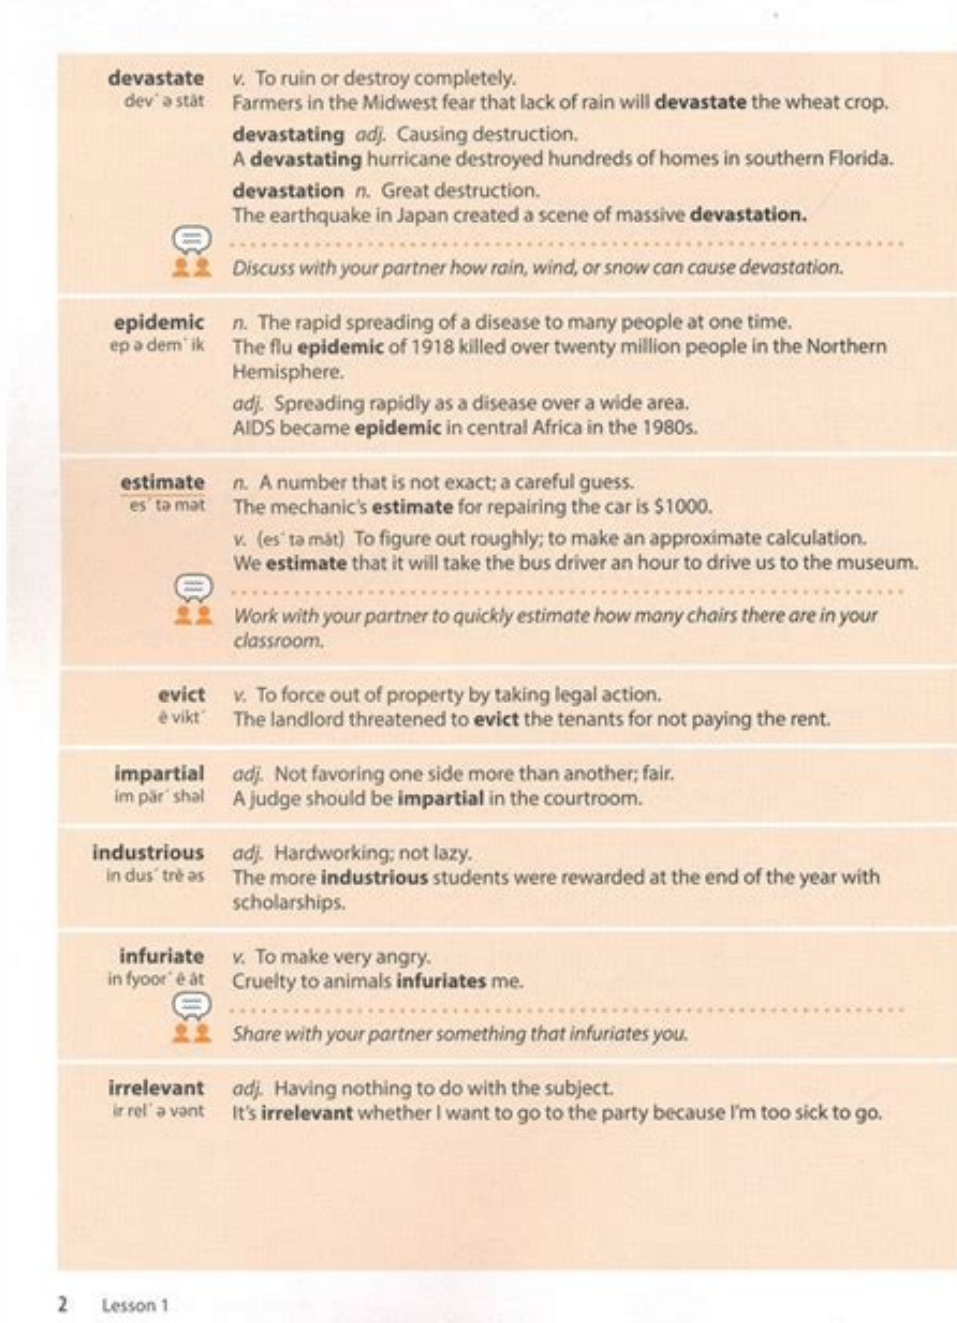 devastate v. To ruin or destroy completely.
dev´ ə stāt Farmers in the Midwest fear that lack of rain will devastate the wheat crop.
devastating adj. Causing destruction.
A devastating hurricane destroyed hundreds of homes in southern Florida.
devastation n. Great destruction.
The earthquake in Japan created a scene of massive devastation.
Discuss with your partner how rain, wind, or snow can cause devastation.
epidemic n. The rapid spreading of a disease to many people at one time.
ep ə dem´ ik The flu epidemic of 1918 killed over twenty million people in the Northern
Hemisphere.
adj. Spreading rapidly as a disease over a wide area.
AIDS became epidemic in central Africa in the 1980s.
estimate n. A number that is not exact; a careful guess.
es´ tə mət The mechanic's estimate for repairing the car is $1000.
v. (es´ tə māt) To figure out roughly; to make an approximate calculation.
We estimate that it will take the bus driver an hour to drive us to the museum.
Work with your partner to quickly estimate how many chairs there are in your
classroom.
evict v. To force out of property by taking legal action.
ē vikt´ The landlord threatened to evict the tenants for not paying the rent.
impartial adj. Not favoring one side more than another; fair.
im pär´ shəl A judge should be impartial in the courtroom.
industrious adj. Hardworking; not lazy.
in dus´ trē əs The more industrious students were rewarded at the end of the year with
scholarships.
infuriate v. To make very angry.
in fyoor´ ē āt Cruelty to animals infuriates me.
Share with your partner something that infuriates you.
irrelevant adj. Having nothing to do with the subject.
ir rel´ ə vənt It's irrelevant whether I want to go to the party because I'm too sick to go.
2 Lesson 1